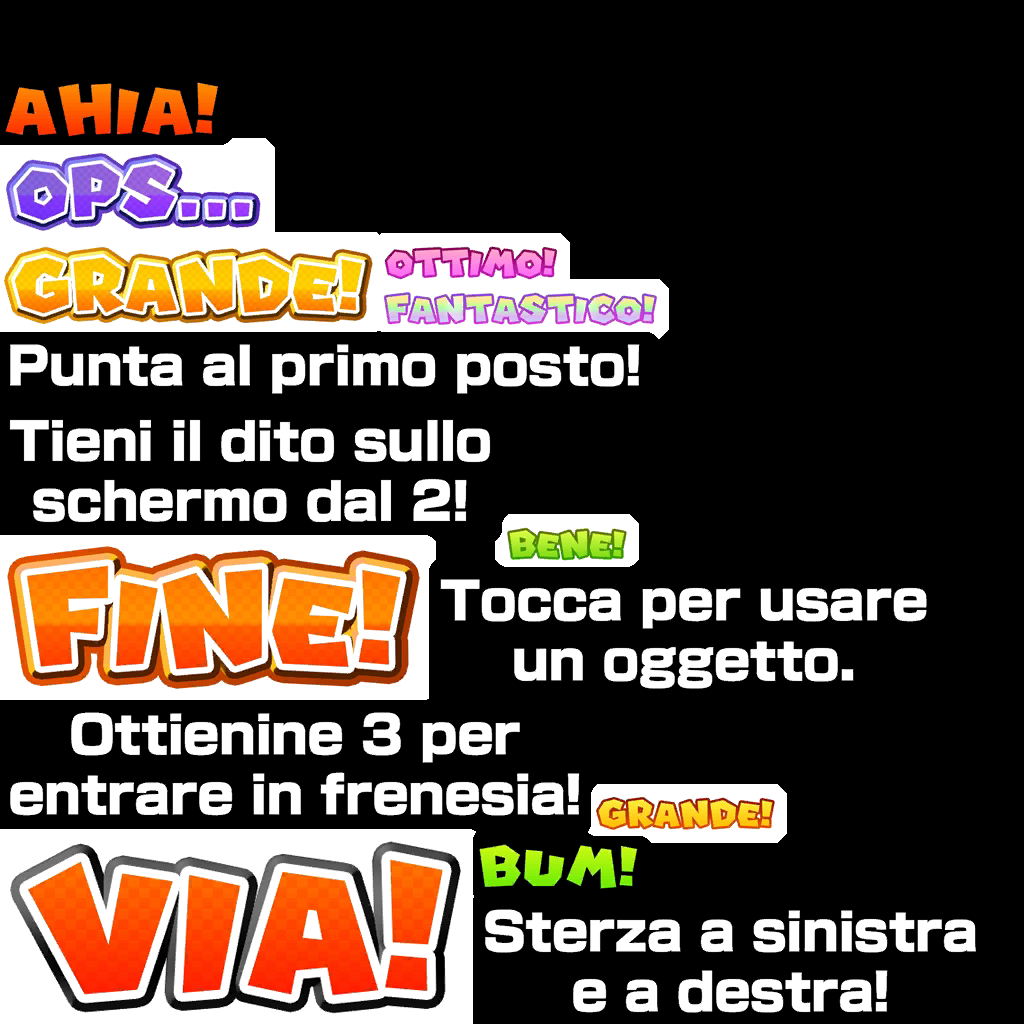 AHIA!
OPS...
GRANDE!
OTTIMO!
FANTASTICO!
Punta al primo posto!
Tieni il dito sullo
schermo dal 2!
BENE!
FINE!
Tocca per usare
un oggetto.
Ottienine 3 per
entrare in frenesia!
GRANDE!
VIA!
BUM!
Sterza a sinistra
e a destra!